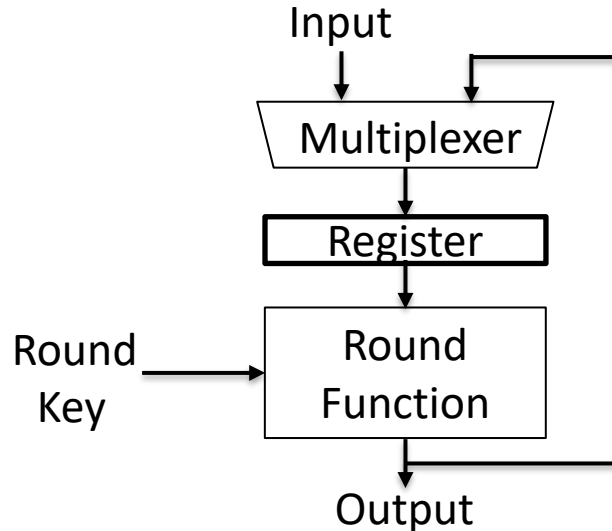 Input
Multiplexer
Register
Round
Key
Round
Function
Output